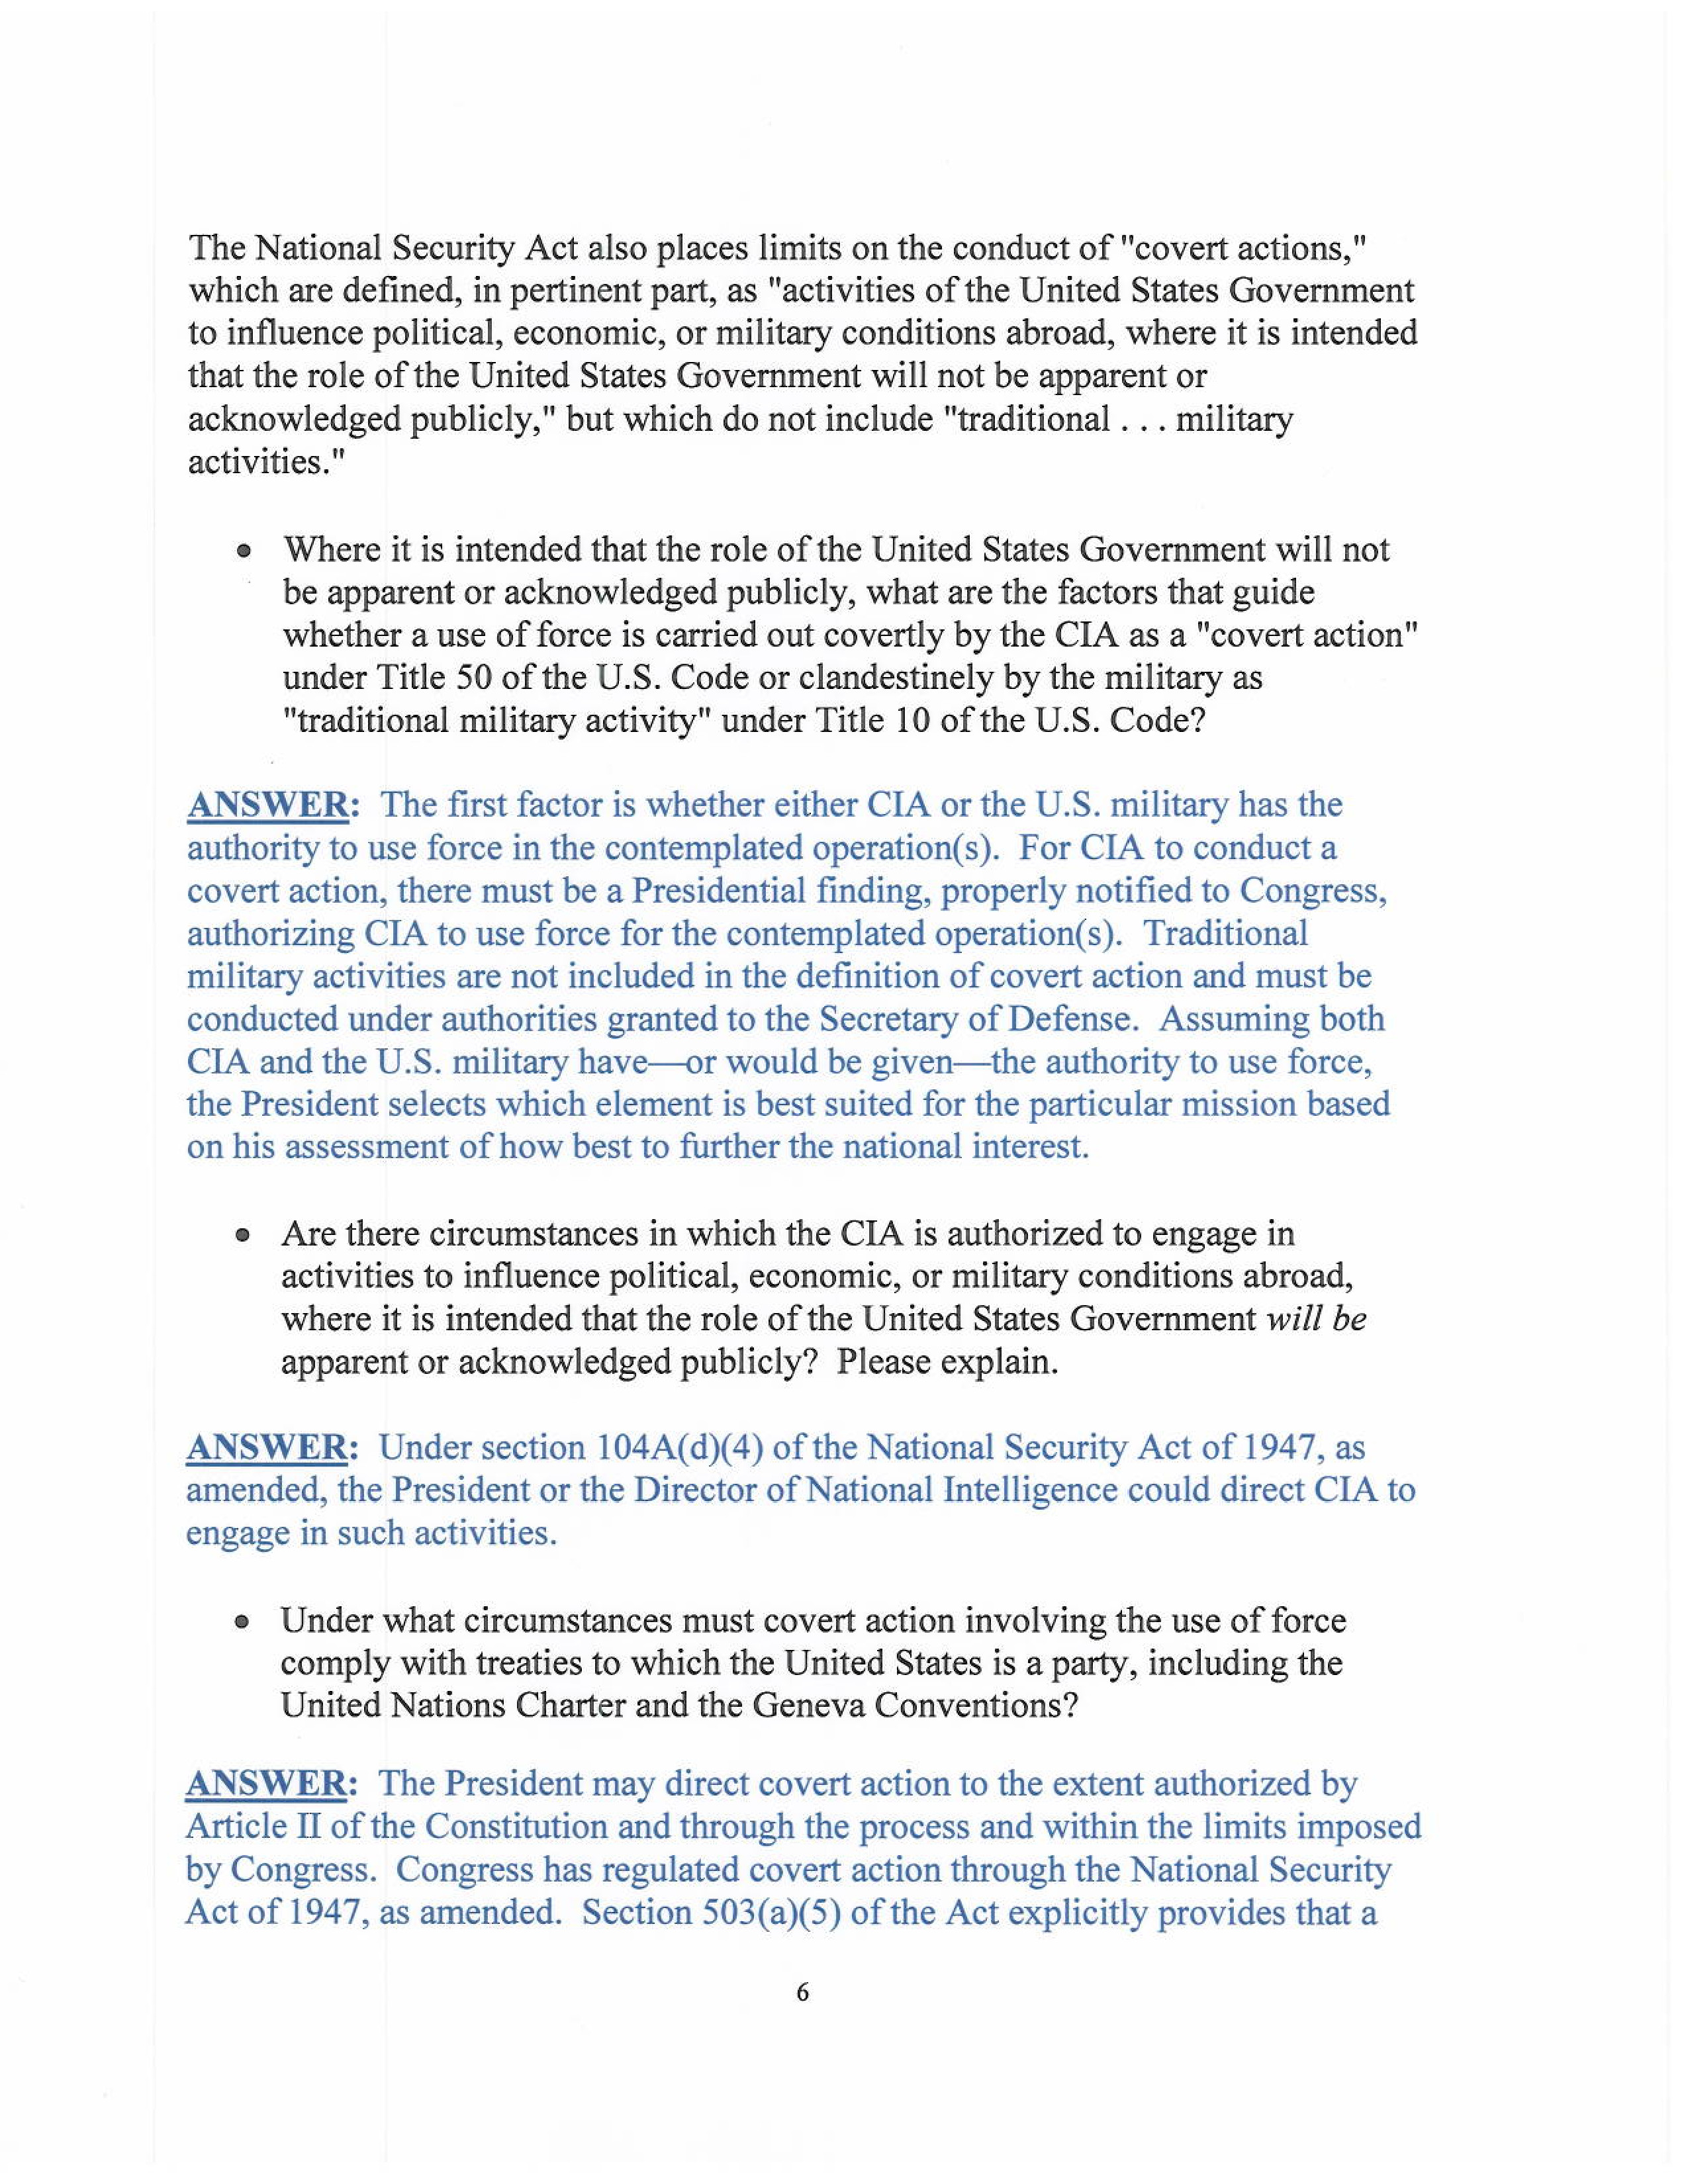 The National Security Act also places limits on the conduct of "covert actions,"
which are defined, in pertinent part, as "activities of the United States Government
to influence political, economic, or military conditions abroad, where it is intended
that the role of the United States Government will not be apparent or
acknowledged publicly," but which do not include "traditional . . . military
activities."
• Where it is intended that the role of the United States Government will not
be apparent or acknowledged publicly, what are the factors that guide
whether a use of force is carried out covertly by the CIA as a "covert action"
under Title 50 of the U.S. Code or clandestinely by the military as
"traditional military activity" under Title 10 of the U.S. Code?
ANSWER: The first factor is whether either CIA or the U.S. military has the
authority to use force in the contemplated operation(s). For CIA to conduct a
covert action, there must be a Presidential finding, properly notified to Congress,
authorizing CIA to use force for the contemplated operation(s). Traditional
military activities are not included in the definition of covert action and must be
conducted under authorities granted to the Secretary of Defense. Assuming both
CIA and the U.S. military have—or would be given—the authority to use force,
the President selects which element is best suited for the particular mission based
on his assessment of how best to further the national interest.
• Are there circumstances in which the CIA is authorized to engage in
activities to influence political, economic, or military conditions abroad,
where it is intended that the role of the United States Government will be
apparent or acknowledged publicly? Please explain.
ANSWER: Under section 104A(d)(4) of the National Security Act of 1947, as
amended, the President or the Director of National Intelligence could direct CIA to
engage in such activities.
• Under what circumstances must covert action involving the use of force
comply with treaties to which the United States is a party, including the
United Nations Charter and the Geneva Conventions?
ANSWER: The President may direct covert action to the extent authorized by
Article II of the Constitution and through the process and within the limits imposed
by Congress. Congress has regulated covert action through the National Security
Act of 1947, as amended. Section 503(a)(5) of the Act explicitly provides that a
6